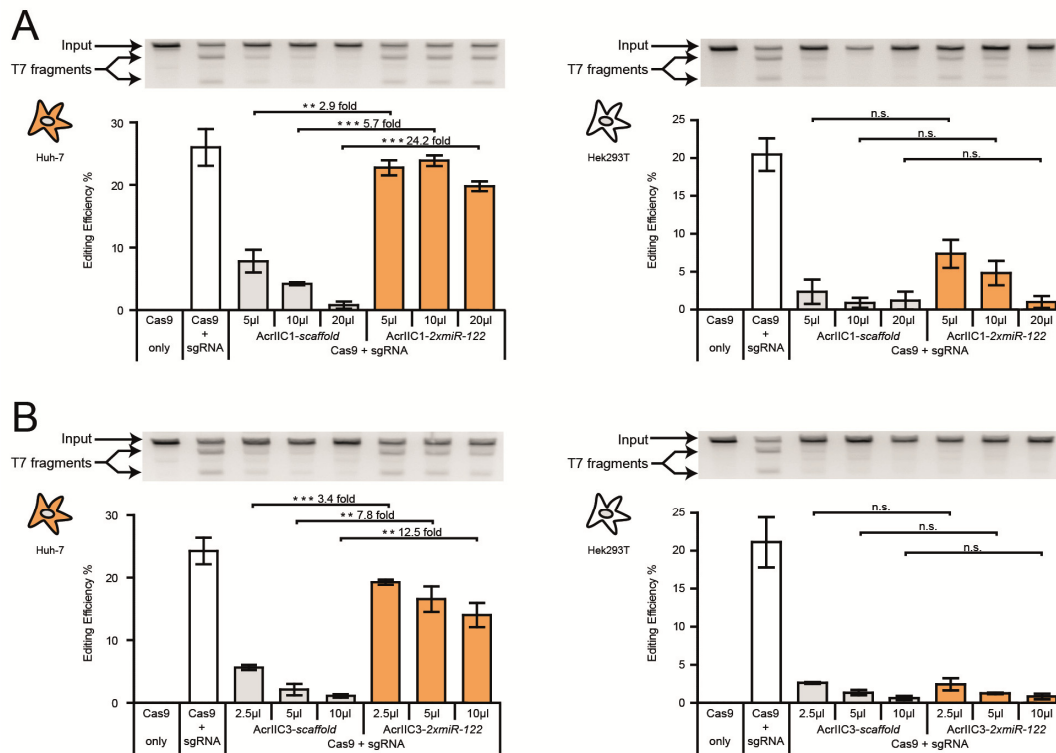 A
Input
T7 fragments
Huh-7
** 2.9 fold
*** 5.7 fold
*** 24.2 fold
Editing Efficiency %
30
20
10
0
Cas9 only
Cas9 + sgRNA
5µl 10µl 20µl 5µl 10µl 20µl
AcrIIC1-scaffold AcrIIC1-2xmiR-122
Cas9 + sgRNA
Input
T7 fragments
Hek293T
n.s.
n.s.
n.s.
Editing Efficiency %
25
20
15
10
5
0
Cas9 only
Cas9 + sgRNA
5µl 10µl 20µl 5µl 10µl 20µl
AcrIIC1-scaffold AcrIIC1-2xmiR-122
Cas9 + sgRNA
B
Input
T7 fragments
Huh-7
*** 3.4 fold
** 7.8 fold
** 12.5 fold
Editing Efficiency %
30
20
10
0
Cas9 only
Cas9 + sgRNA
2.5µl 5µl 10µl 2.5µl 5µl 10µl
AcrIIC3-scaffold AcrIIC3-2xmiR-122
Cas9 + sgRNA
Input
T7 fragments
Hek293T
n.s.
n.s.
n.s.
Editing Efficiency %
25
20
15
10
5
0
Cas9 only
Cas9 + sgRNA
2.5µl 5µl 10µl 2.5µl 5µl 10µl
AcrIIC3-scaffold AcrIIC3-2xmiR-122
Cas9 + sgRNA